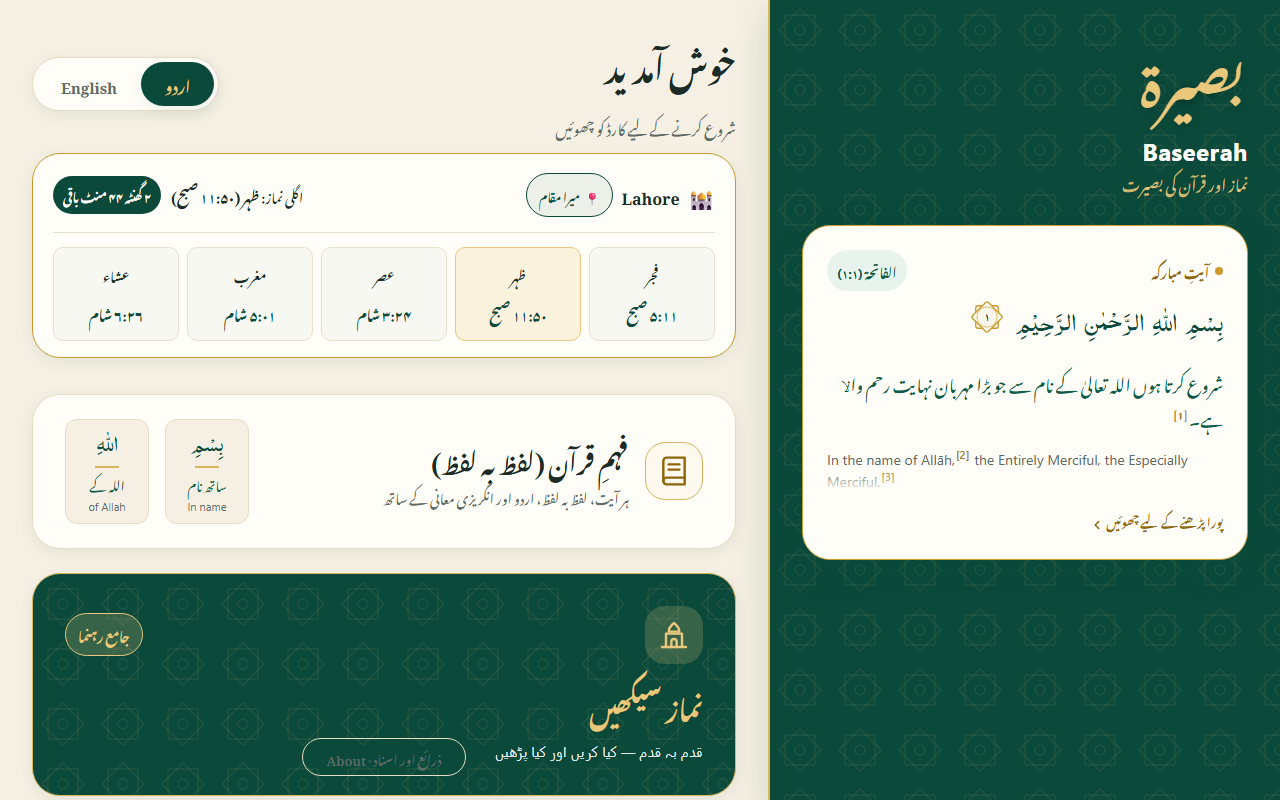 بصيرة
Baseerah
نماز اور قرآن کی بصیرت
آیتِ مبارکہ
الفاتحة (۱:۱)
بِسْمِ اللّٰهِ الرَّحْمٰنِ الرَّحِيْمِ ۱
شروع کرتا ہوں اللہ تعالیٰ کے نام سے جو بڑا مہربان نہایت رحم والا
ہے۔[1]
In the name of Allāh,[2] the Entirely Merciful, the Especially
Merciful.[3]
پورا پڑھنے کے لیے چھوئیں ›
خوش آمدید
شروع کرنے کے لیے کارڈ کو چھوئیں
اردو
English
Lahore
میرا مقام
اگلی نماز: ظہر (۱۱:۵۰ صبح)
۲ گھنٹہ ۴۴ منٹ باقی
فجر
۵:۱۱ صبح
ظہر
۱۱:۵۰ صبح
عصر
۳:۲۴ شام
مغرب
۵:۰۱ شام
عشاء
۶:۲۶ شام
فہمِ قرآن (لفظ بہ لفظ)
ہر آیت، لفظ بہ لفظ، اردو اور انگریزی معانی کے ساتھ
بِسْمِ
ساتھ نام
In name
اللّٰهِ
اللہ کے
of Allah
جامع رہنما
نماز سیکھیں
قدم بہ قدم — کیا کریں اور کیا پڑھیں
ذرائع اور اسناد · About